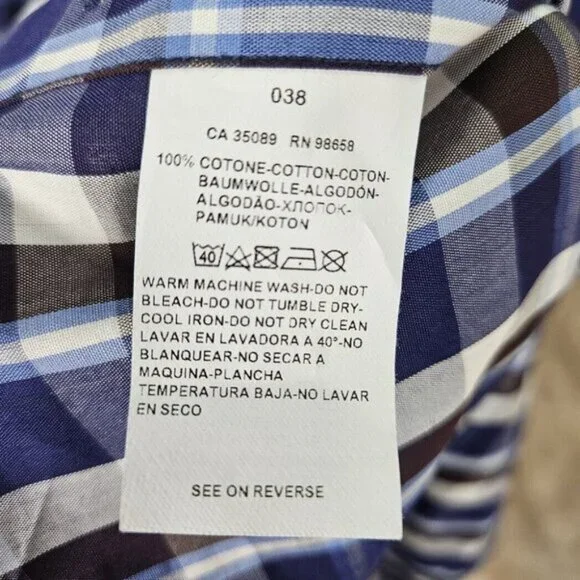 038
CA 35089 RN 98658
100% COTONE-COTTON-COTON-
BAUMWOLLE-ALGODÓN-
ALGODÃO-ХЛОПОК-
PAMUK/KOTON
40
WARM MACHINE WASH-DO NOT
BLEACH-DO NOT TUMBLE DRY-
COOL IRON-DO NOT DRY CLEAN
LAVAR EN LAVADORA A 40°-NO
BLANQUEAR-NO SECAR A
MAQUINA-PLANCHA
TEMPERATURA BAJA-NO LAVAR
EN SECO
SEE ON REVERSE